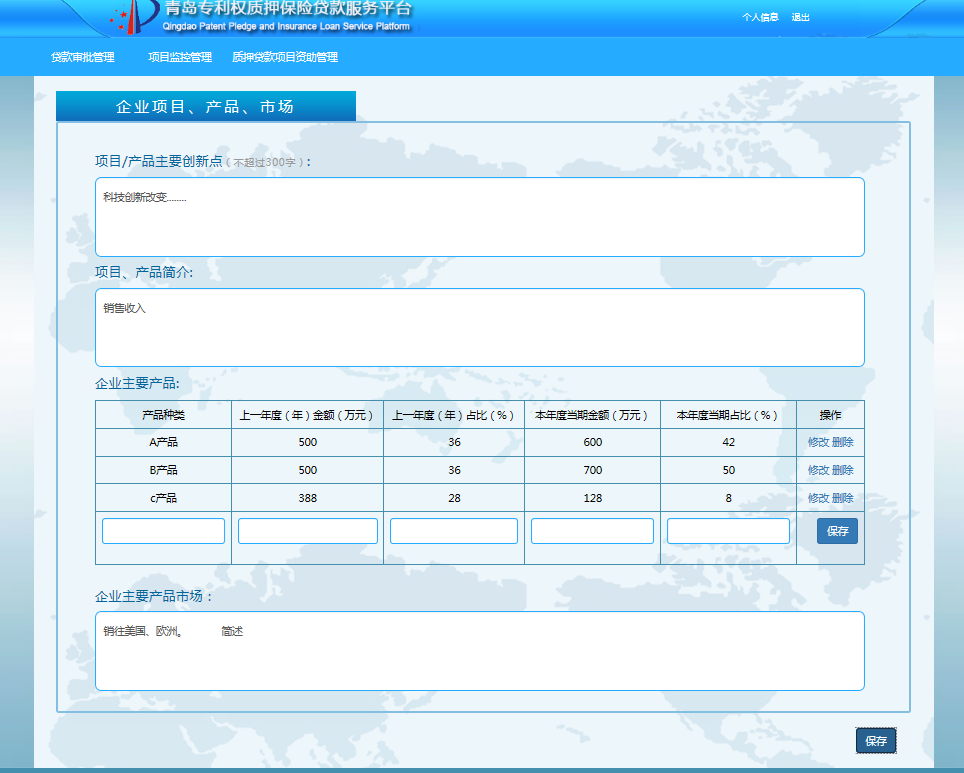 青岛专利权质押保险贷款服务平台
Qingdao Patent Pledge and Insurance Loan Service Platform
个人信息 退出
贷款审批管理 项目监控管理 质押贷款项目资助管理
企业项目、产品、市场
项目/产品主要创新点（不超过300字）:
科技创新改变........
项目、产品简介:
销售收入
企业主要产品:
产品种类 上一年度（年）金额（万元） 上一年度（年）占比（%） 本年度当期金额（万元） 本年度当期占比（%） 操作
A产品 500 36 600 42 修改 删除
B产品 500 36 700 50 修改 删除
c产品 388 28 128 8 修改 删除
保存
企业主要产品市场：
销往美国、欧洲。 简述
保存